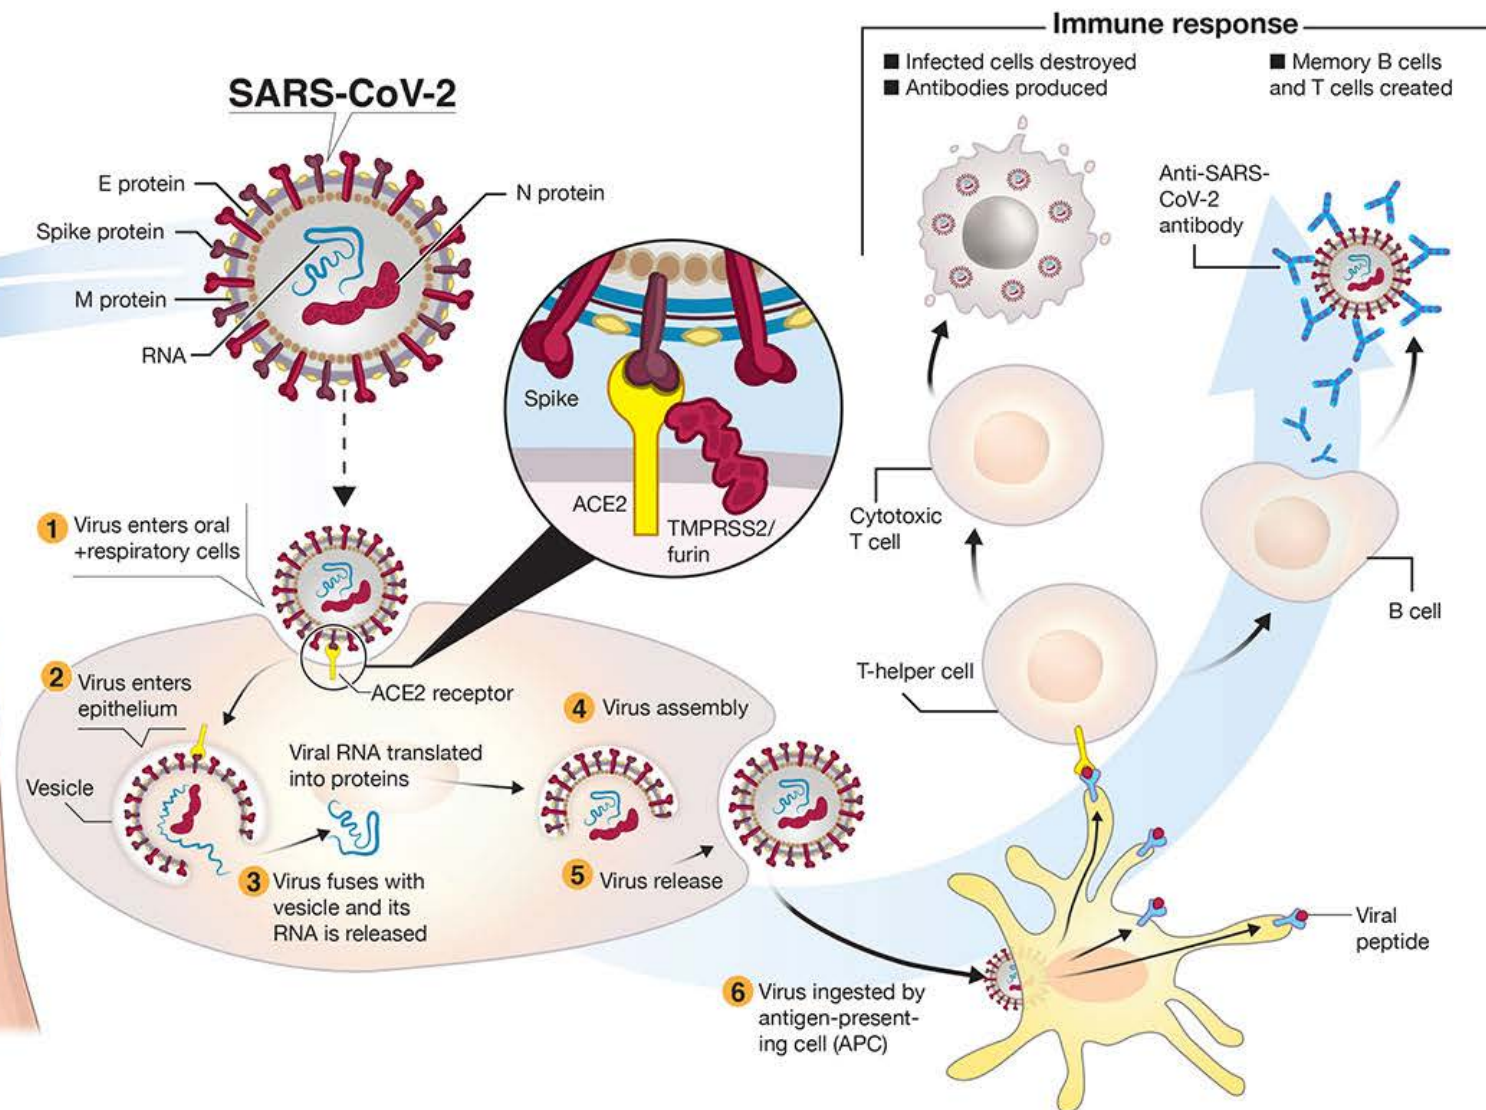 Immune response
■ Infected cells destroyed
■ Antibodies produced
■ Memory B cells
and T cells created
SARS-CoV-2
E protein
Spike protein
M protein
RNA
N protein
Spike
ACE2
TMPRSS2/
furin
Anti-SARS-
CoV-2
antibody
Cytotoxic
T cell
B cell
T-helper cell
1 Virus enters oral
+respiratory cells
ACE2 receptor
2 Virus enters
epithelium
Vesicle
Viral RNA translated
into proteins
3 Virus fuses with
vesicle and its
RNA is released
4 Virus assembly
5 Virus release
6 Virus ingested by
antigen-present-
ing cell (APC)
Viral
peptide